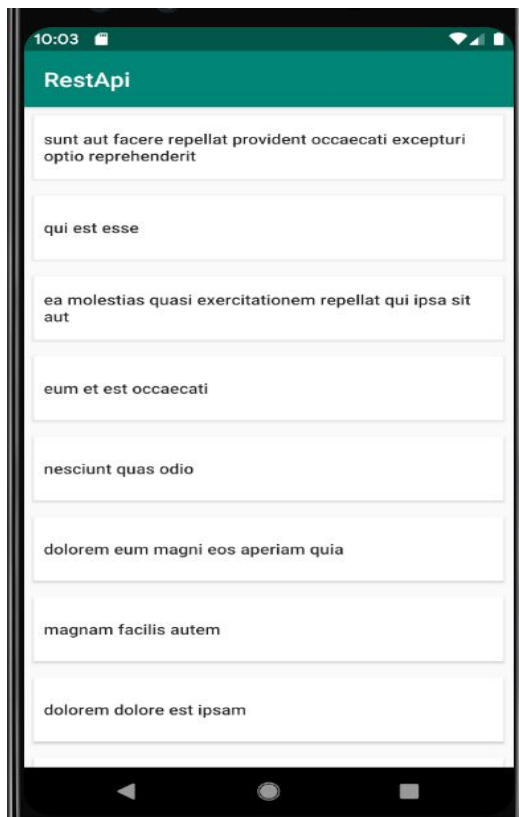 10:03
RestApi
sunt aut facere repellat provident occaecati excepturi
optio reprehenderit
qui est esse
ea molestias quasi exercitationem repellat qui ipsa sit
aut
eum et est occaecati
nesciunt quas odio
dolorem eum magni eos aperiam quia
magnam facilis autem
dolorem dolore est ipsam